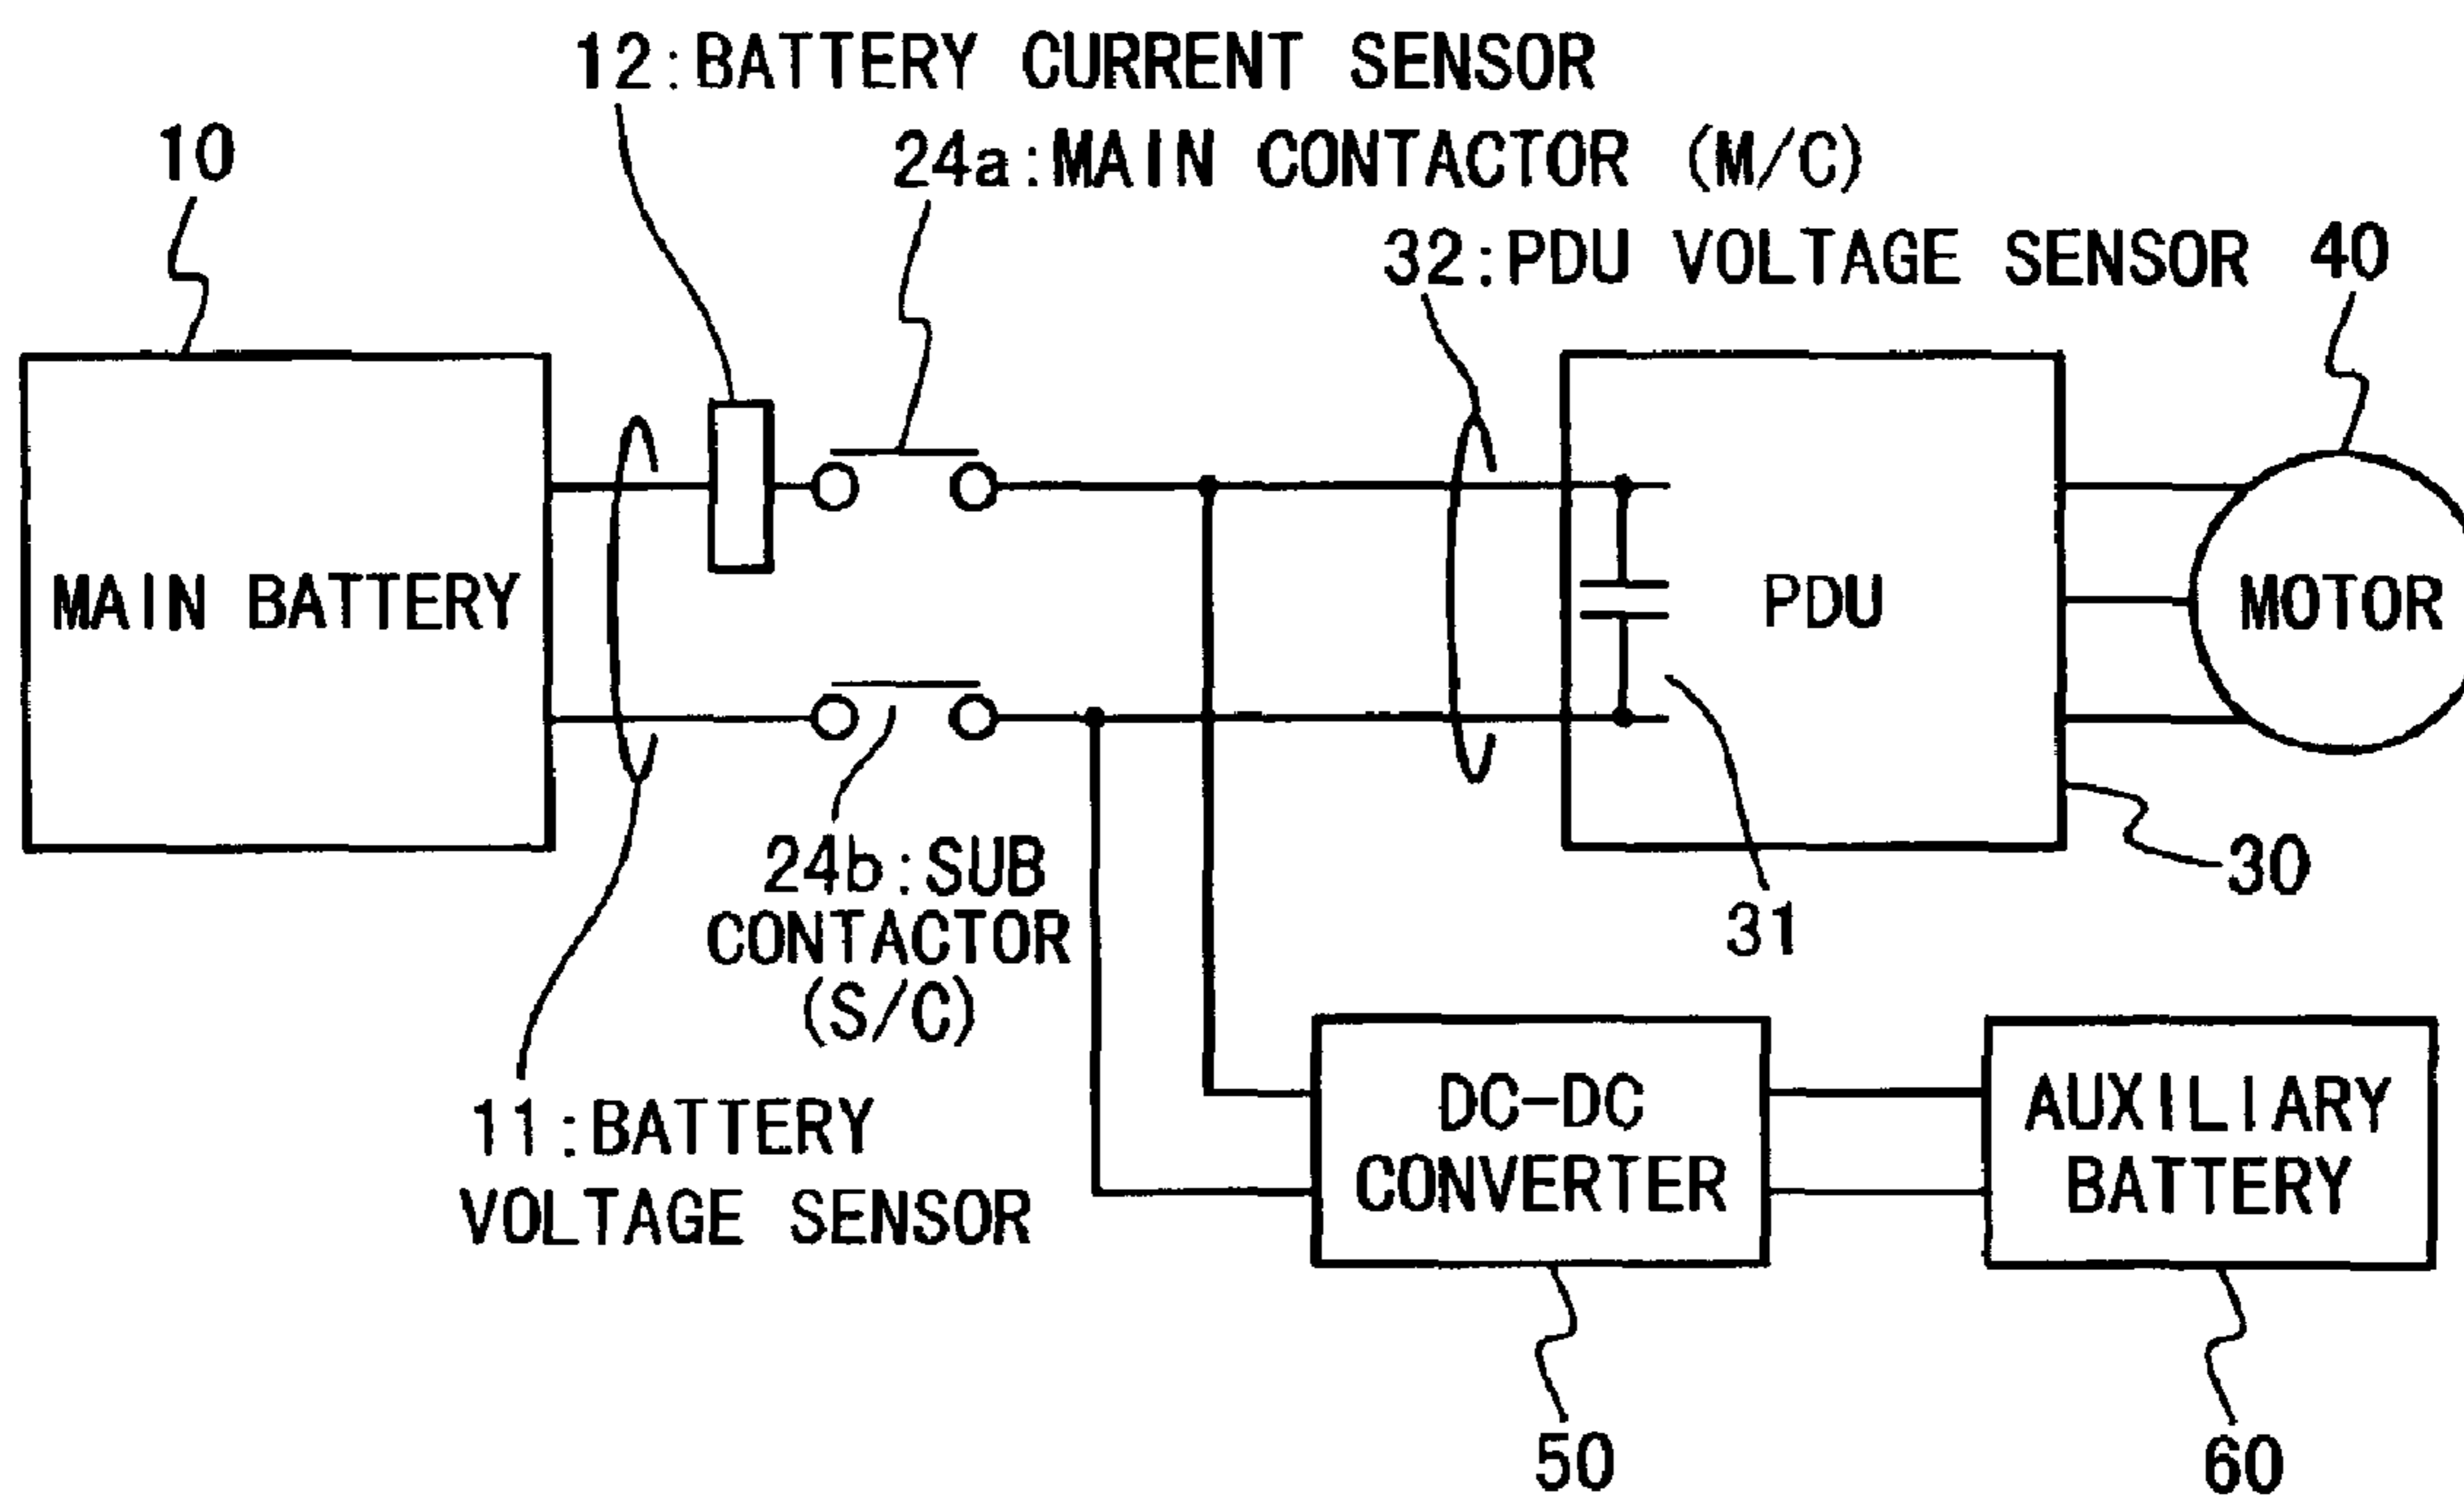 12:BATTERY CURRENT SENSOR
10
24a:MAIN CONTACTOR (M/C)
32:PDU VOLTAGE SENSOR
40
MAIN BATTERY
PDU
MOTOR
24b:SUB
CONTACTOR
(S/C)
30
31
11:BATTERY
VOLTAGE SENSOR
DC-DC
CONVERTER
AUXILIARY
BATTERY
50
60